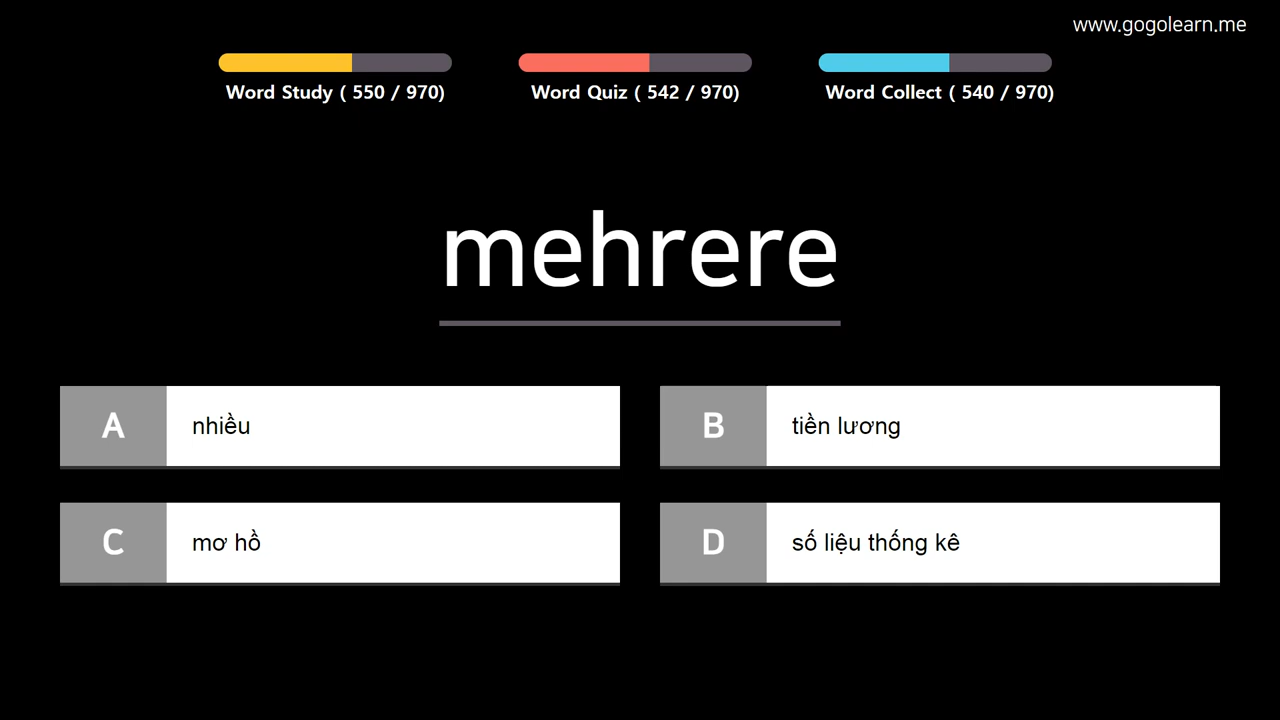 www.gogolearn.me
Word Study ( 550 / 970)
Word Quiz ( 542 / 970)
Word Collect ( 540 / 970)
mehrere
A nhiều
B tiền lương
C mơ hồ
D số liệu thống kê